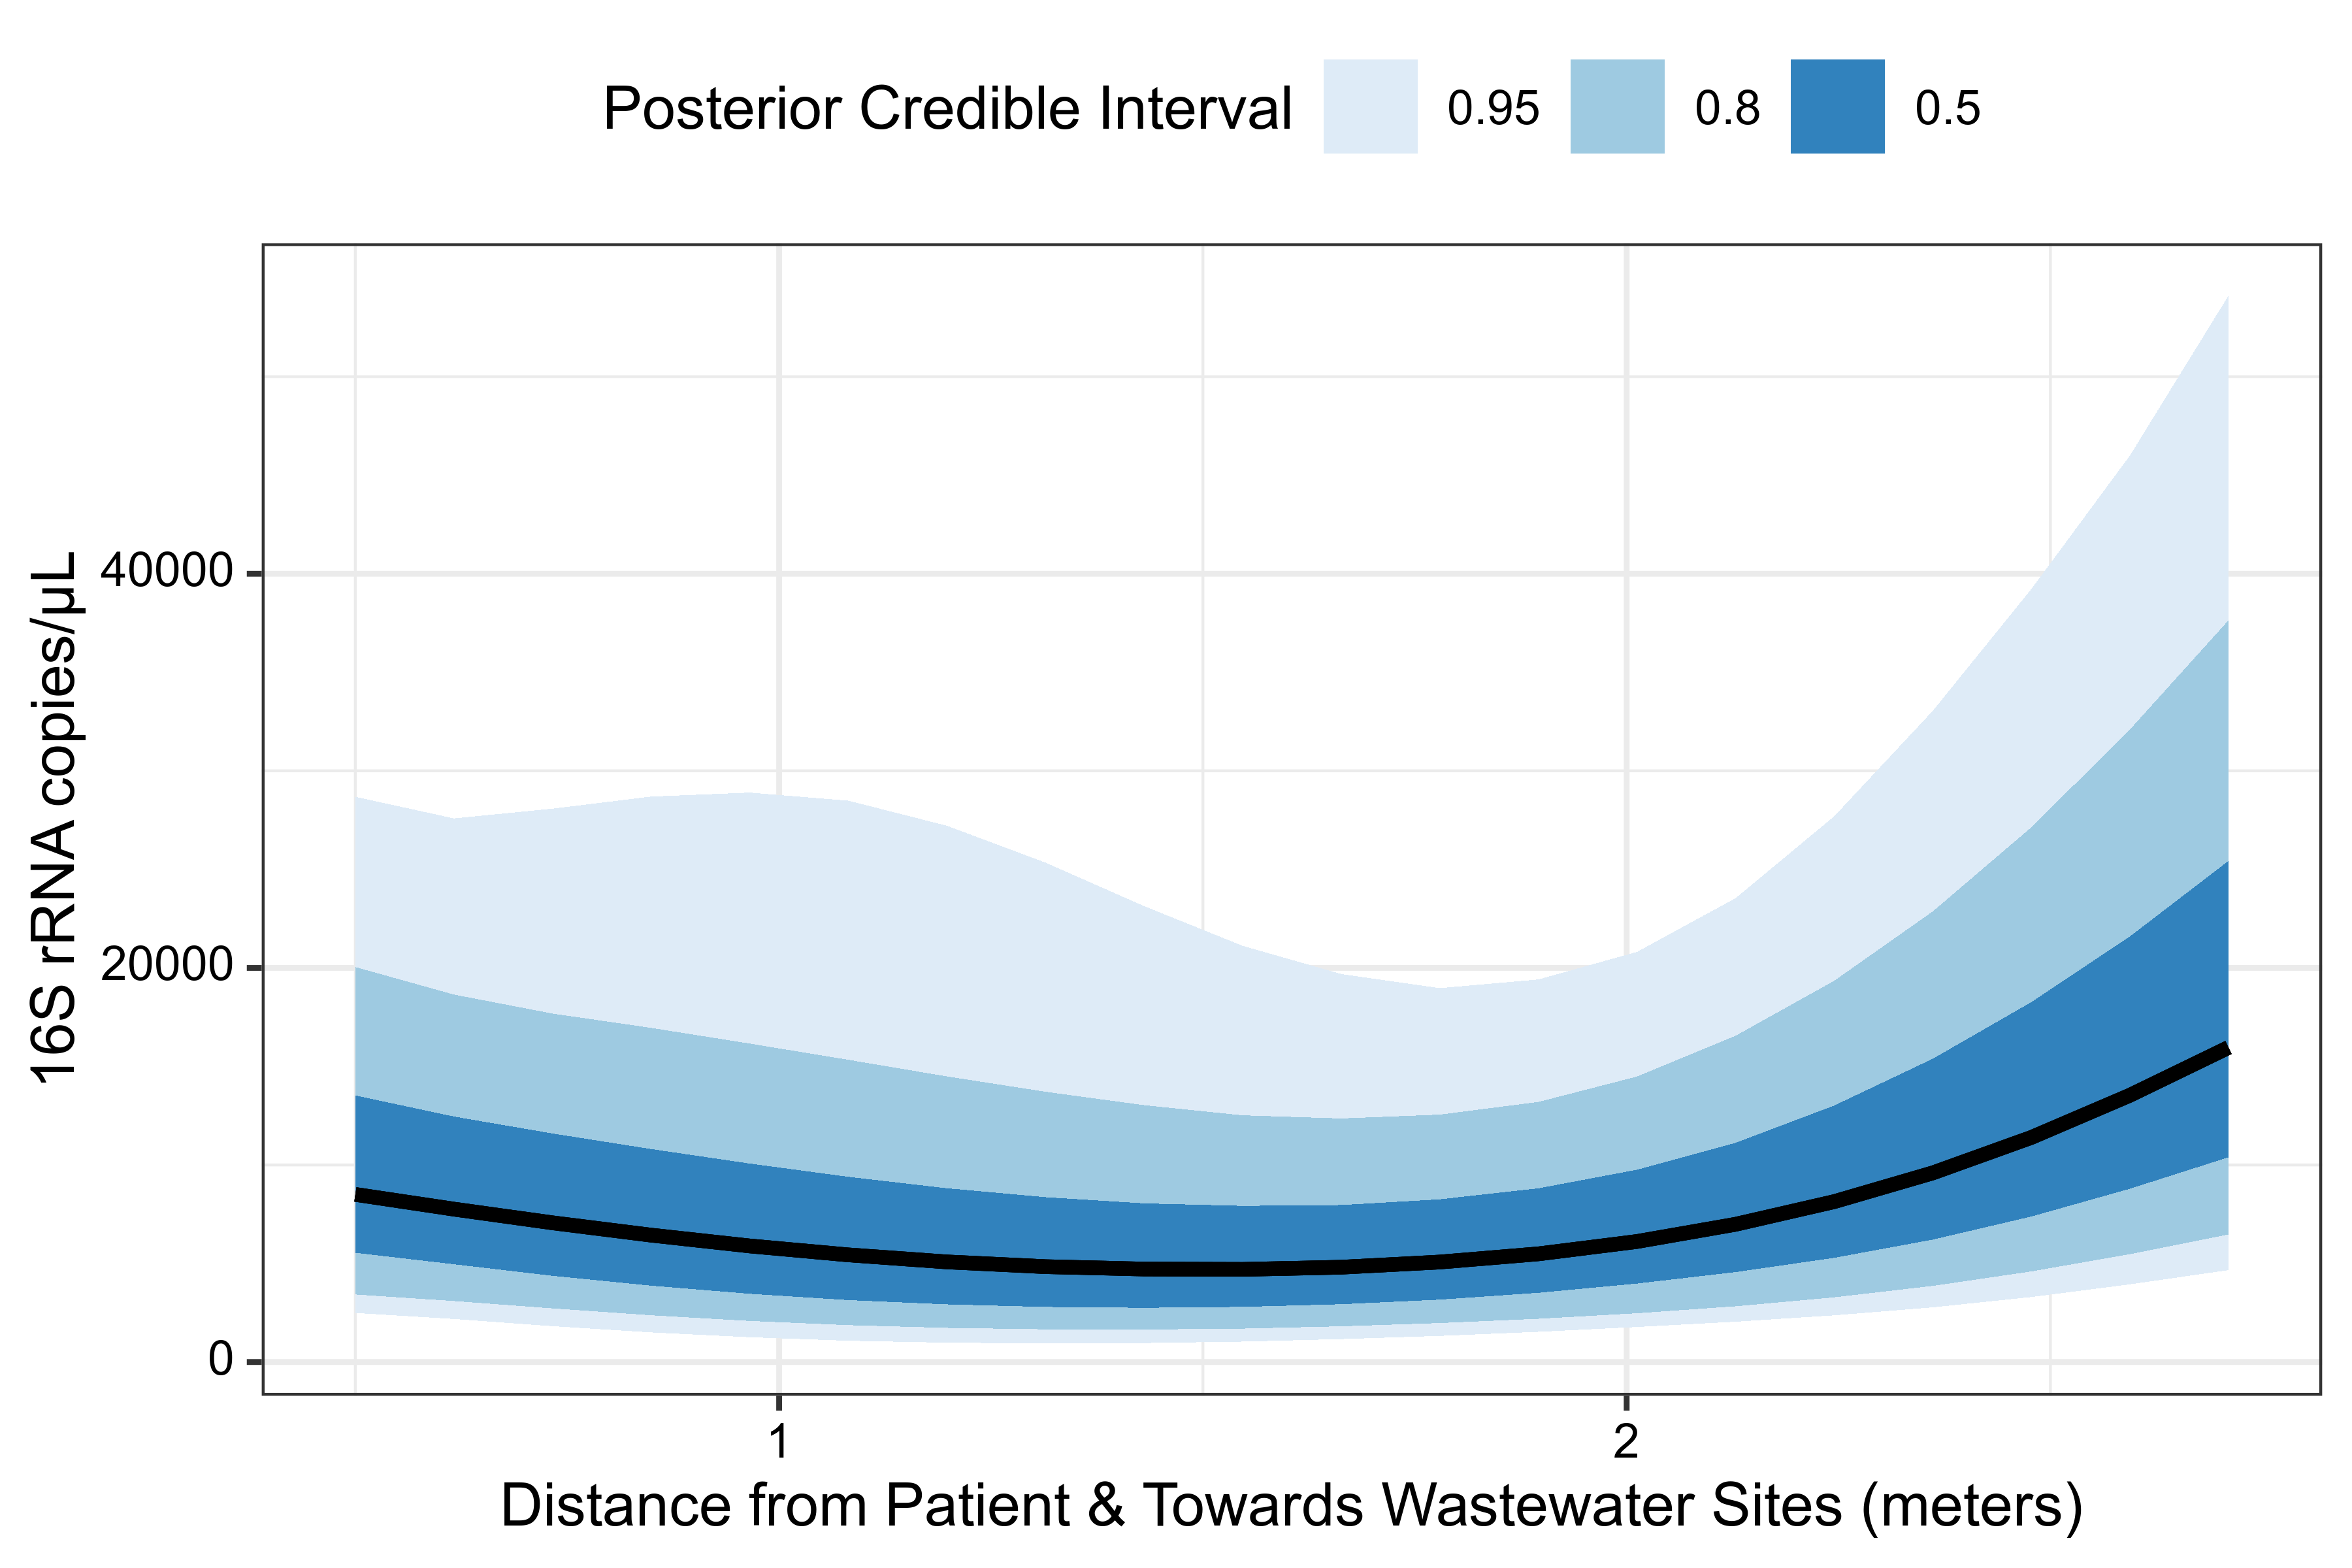 Posterior Credible Interval 0.95 0.8 0.5
16S rRNA copies/µL
40000
20000
0
1 2
Distance from Patient & Towards Wastewater Sites (meters)